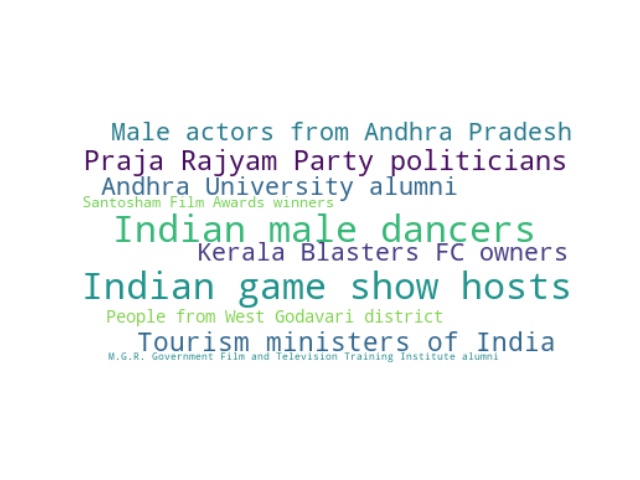 Male actors from Andhra Pradesh
Praja Rajyam Party politicians
Andhra University alumni
Santosham Film Awards winners
Indian male dancers
Kerala Blasters FC owners
Indian game show hosts
People from West Godavari district
Tourism ministers of India
M.G.R. Government Film and Television Training Institute alumni